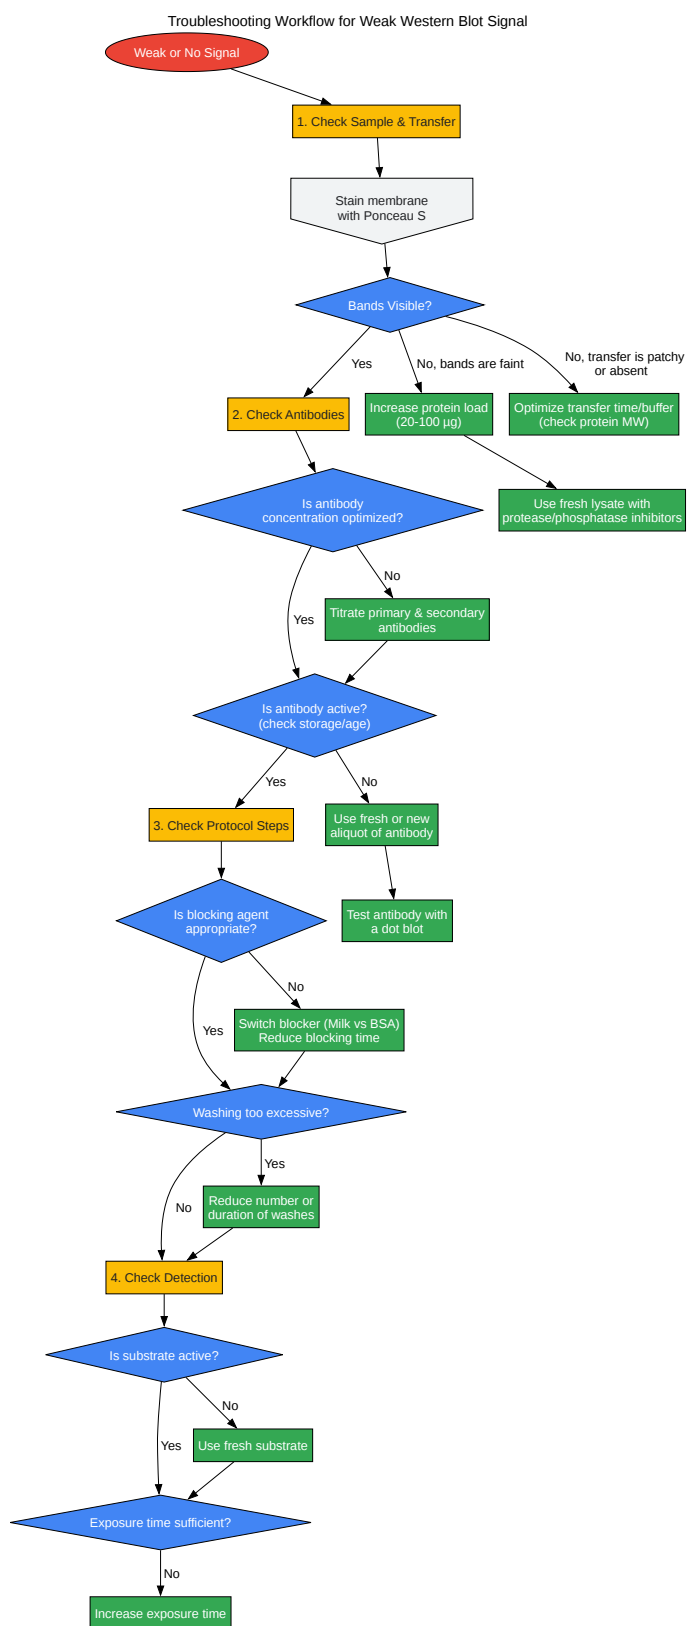 Troubleshooting Workflow for Weak Western Blot Signal
Weak or No Signal
1. Check Sample & Transfer
Stain membrane
with Ponceau S
Bands Visible?
Yes
No, bands are faint
No, transfer is patchy
or absent
2. Check Antibodies
Increase protein load
(20-100 µg)
Optimize transfer time/buffer
(check protein MW)
Use fresh lysate with
protease/phosphatase inhibitors
Is antibody
concentration optimized?
No
Yes
Titrate primary & secondary
antibodies
Is antibody active?
(check storage/age)
Yes
No
3. Check Protocol Steps
Use fresh or new
aliquot of antibody
Is blocking agent
appropriate?
Test antibody with
a dot blot
No
Yes
Switch blocker (Milk vs BSA)
Reduce blocking time
Washing too excessive?
Yes
No
Reduce number or
duration of washes
4. Check Detection
Is substrate active?
No
Yes
Use fresh substrate
Exposure time sufficient?
No
Increase exposure time